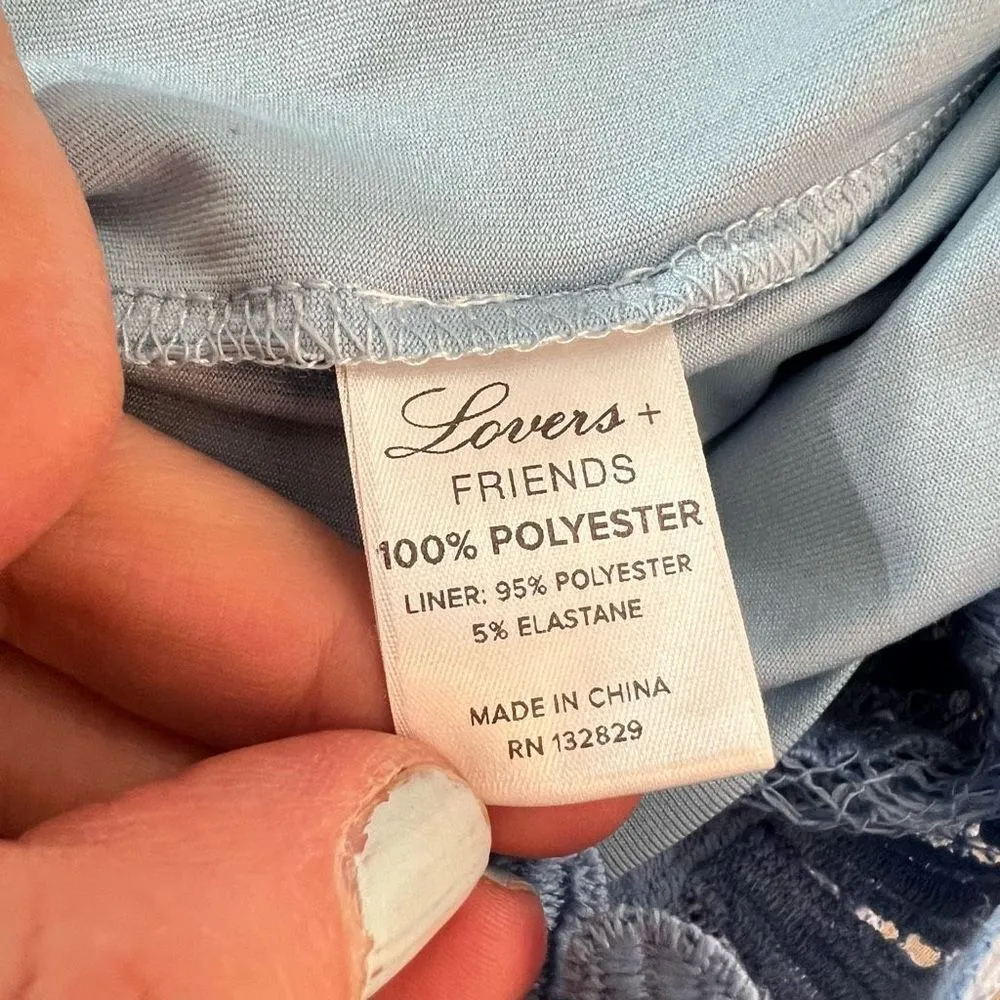 Lovers +
FRIENDS
100% POLYESTER
LINER: 95% POLYESTER
5% ELASTANE
MADE IN CHINA
RN 132829